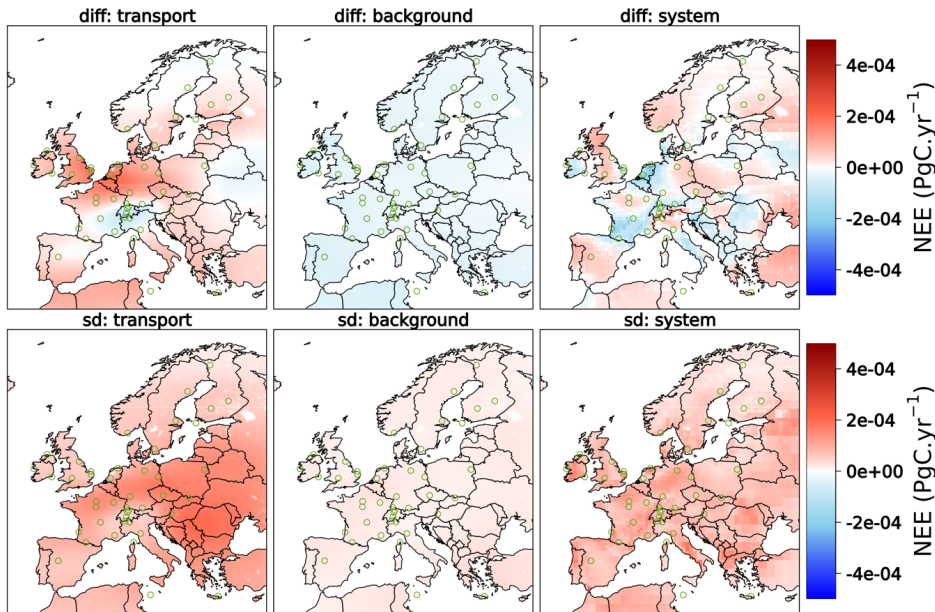 diff: transport
diff: background
diff: system
4e-04
2e-04
0e+00
-2e-04
-4e-04
NEE (PgC.yr⁻¹)
sd: transport
sd: background
sd: system
4e-04
2e-04
0e+00
-2e-04
-4e-04
NEE (PgC.yr⁻¹)